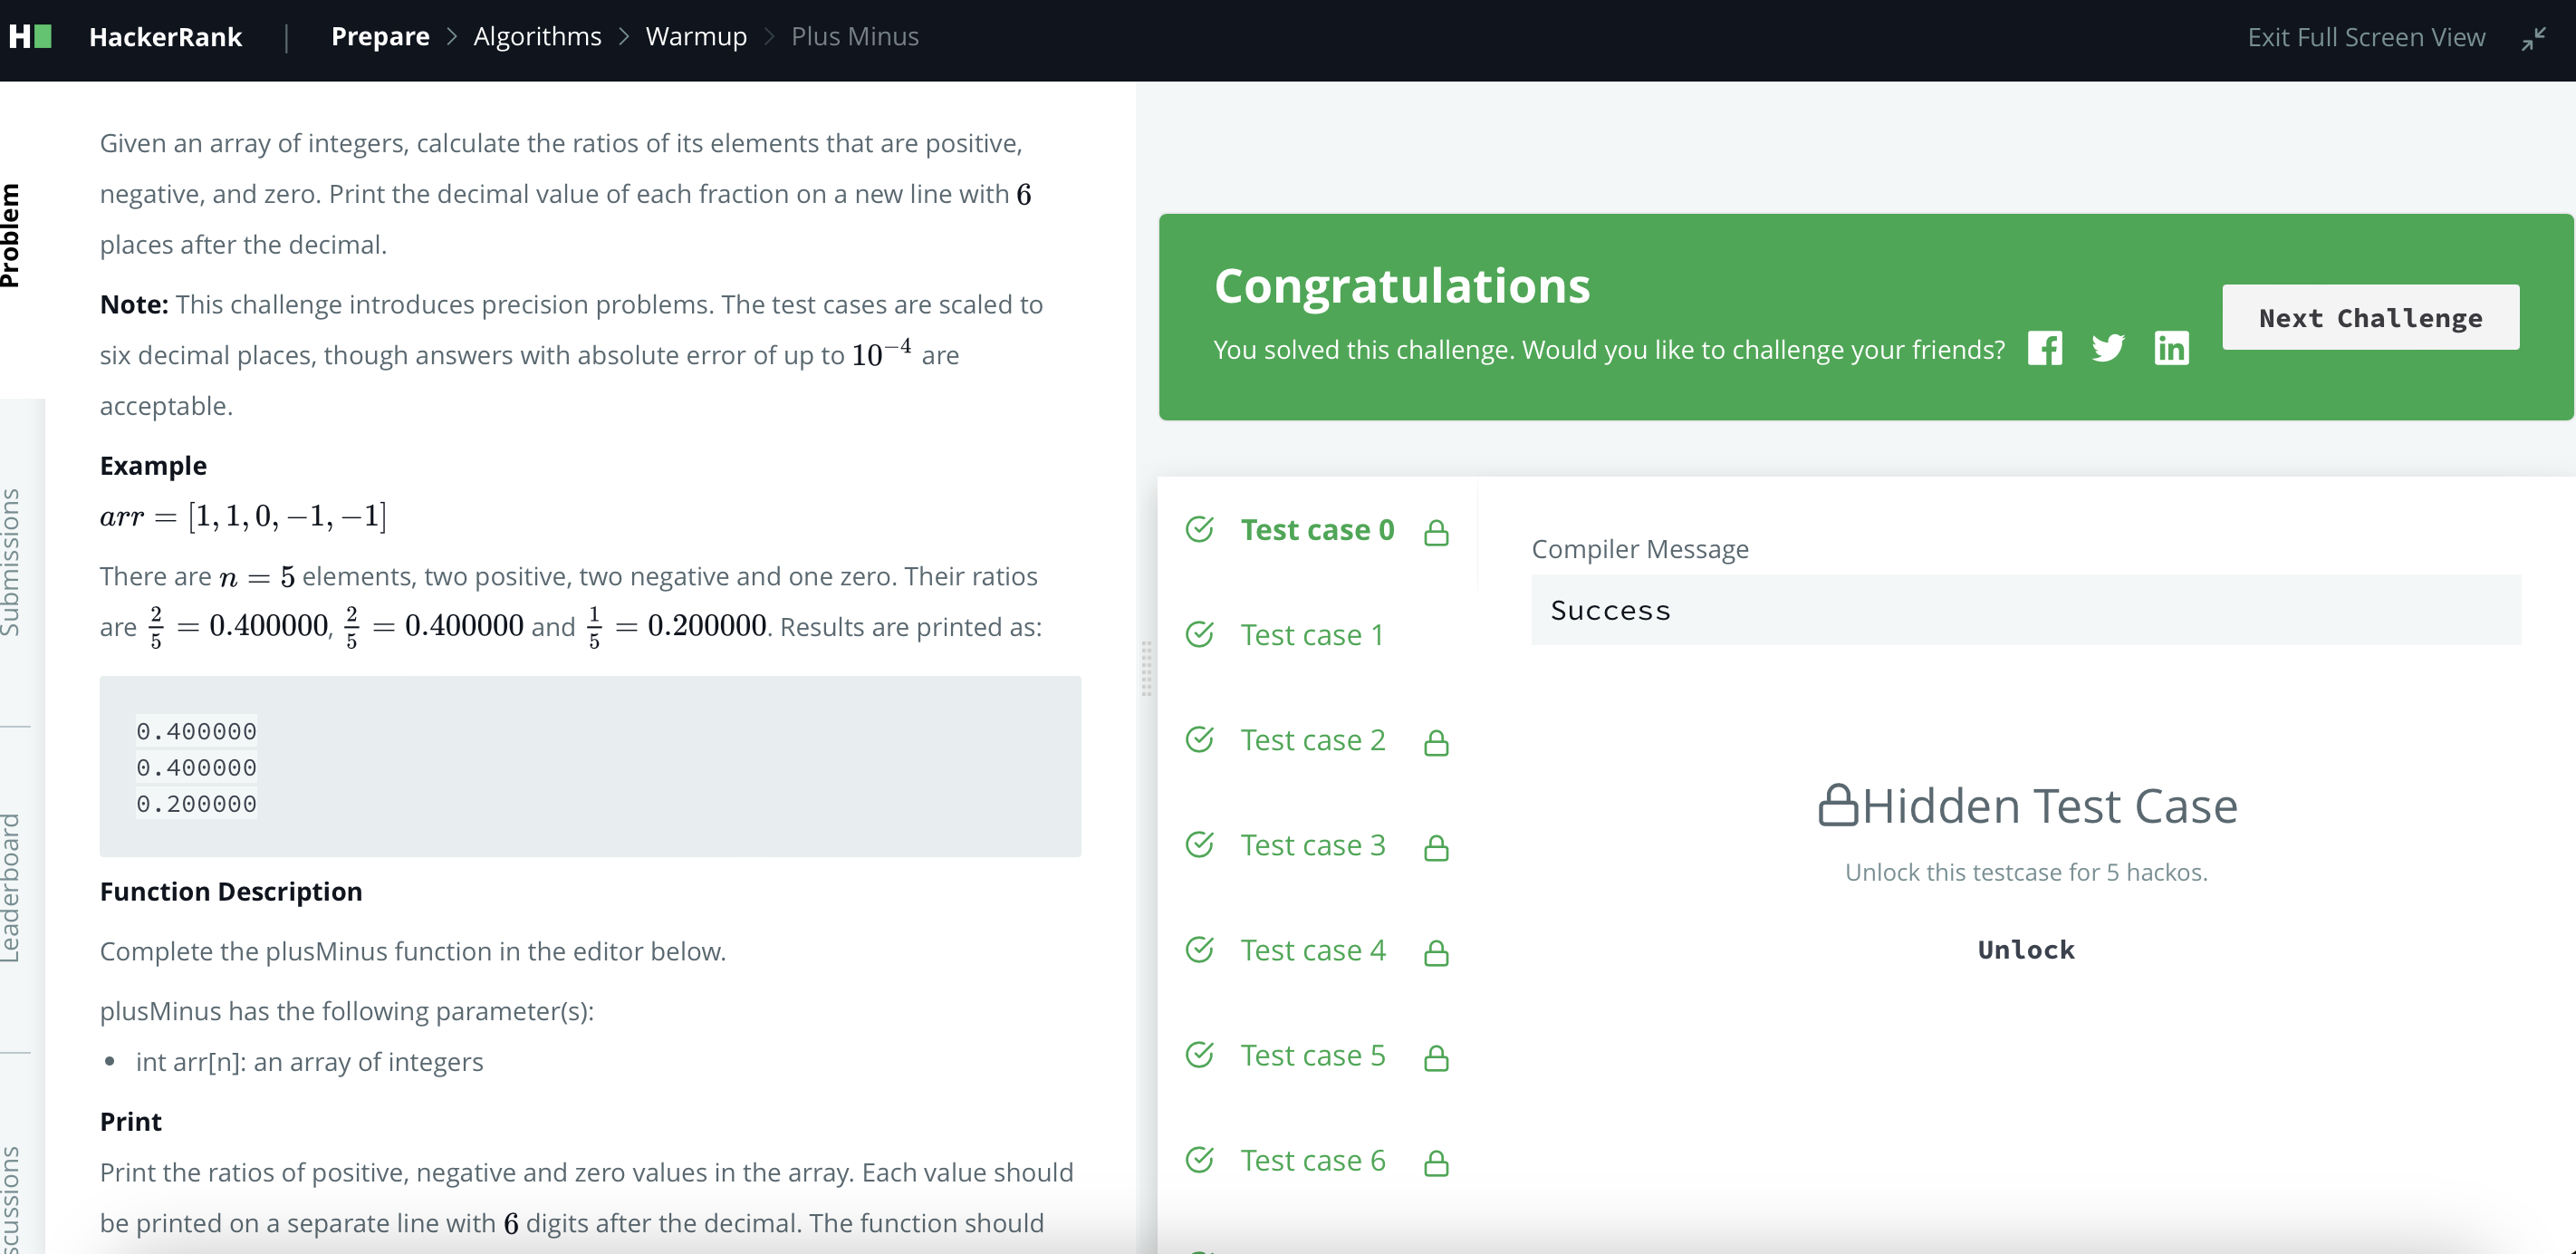 H HackerRank | Prepare > Algorithms > Warmup > Plus Minus Exit Full Screen View
Problem
Submissions
Leaderboard
scussions
Given an array of integers, calculate the ratios of its elements that are positive,
negative, and zero. Print the decimal value of each fraction on a new line with 6
places after the decimal.
Note: This challenge introduces precision problems. The test cases are scaled to
six decimal places, though answers with absolute error of up to 10⁻⁴ are
acceptable.
Example
arr = [1, 1, 0, −1, −1]
There are n = 5 elements, two positive, two negative and one zero. Their ratios
are 2/5 = 0.400000, 2/5 = 0.400000 and 1/5 = 0.200000. Results are printed as:
0.400000
0.400000
0.200000
Function Description
Complete the plusMinus function in the editor below.
plusMinus has the following parameter(s):
• int arr[n]: an array of integers
Print
Print the ratios of positive, negative and zero values in the array. Each value should
be printed on a separate line with 6 digits after the decimal. The function should
Congratulations
You solved this challenge. Would you like to challenge your friends?
Next Challenge
Test case 0
Test case 1
Test case 2
Test case 3
Test case 4
Test case 5
Test case 6
Compiler Message
Success
Hidden Test Case
Unlock this testcase for 5 hackos.
Unlock